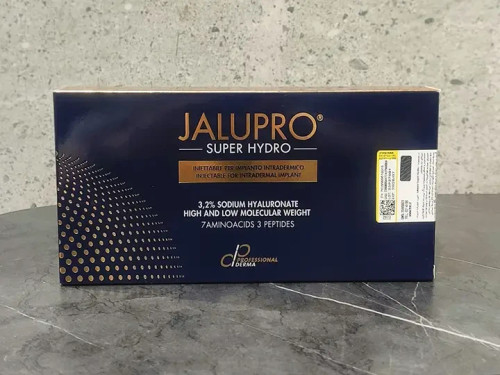 JALUPRO®
SUPER HYDRO
INIETTABILE PER IMPIANTO INTRADERMICO
INJECTABLE FOR INTRADERMAL IMPLANT
3,2% SODIUM HYALURONATE
HIGH AND LOW MOLECULAR WEIGHT
7AMINOACIDS 3 PEPTIDES
PROFESSIONAL
DERMA